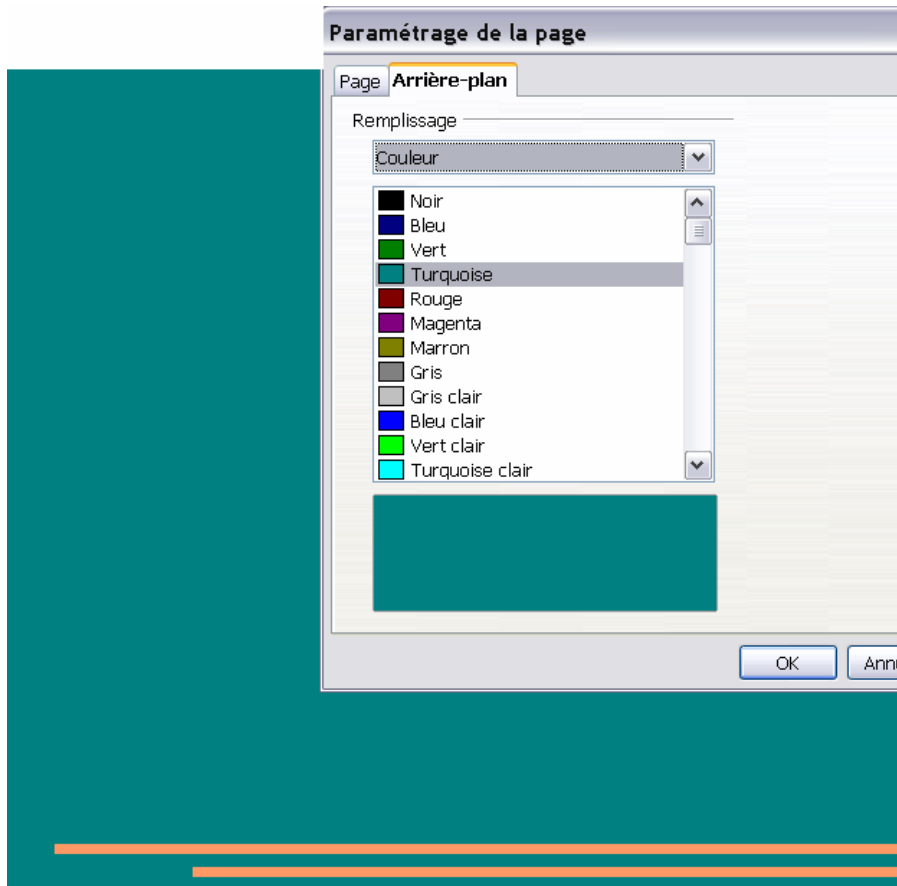 Paramétrage de la page
Page Arrière-plan
Remplissage
Couleur
Noir
Bleu
Vert
Turquoise
Rouge
Magenta
Marron
Gris
Gris clair
Bleu clair
Vert clair
Turquoise clair
OK Annu